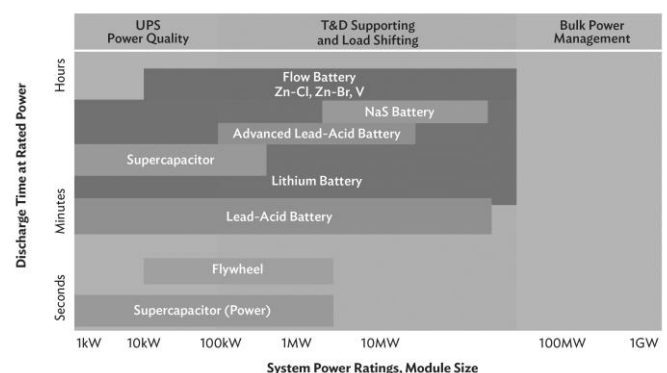 UPS
Power Quality
T&D Supporting
and Load Shifting
Bulk Power
Management
Discharge Time at Rated Power
Hours
Minutes
Seconds
Flow Battery
Zn-Cl, Zn-Br, V
NaS Battery
Advanced Lead-Acid Battery
Supercapacitor
Lithium Battery
Lead-Acid Battery
Flywheel
Supercapacitor (Power)
1kW 10kW 100kW 1MW 10MW 100MW 1GW
System Power Ratings, Module Size